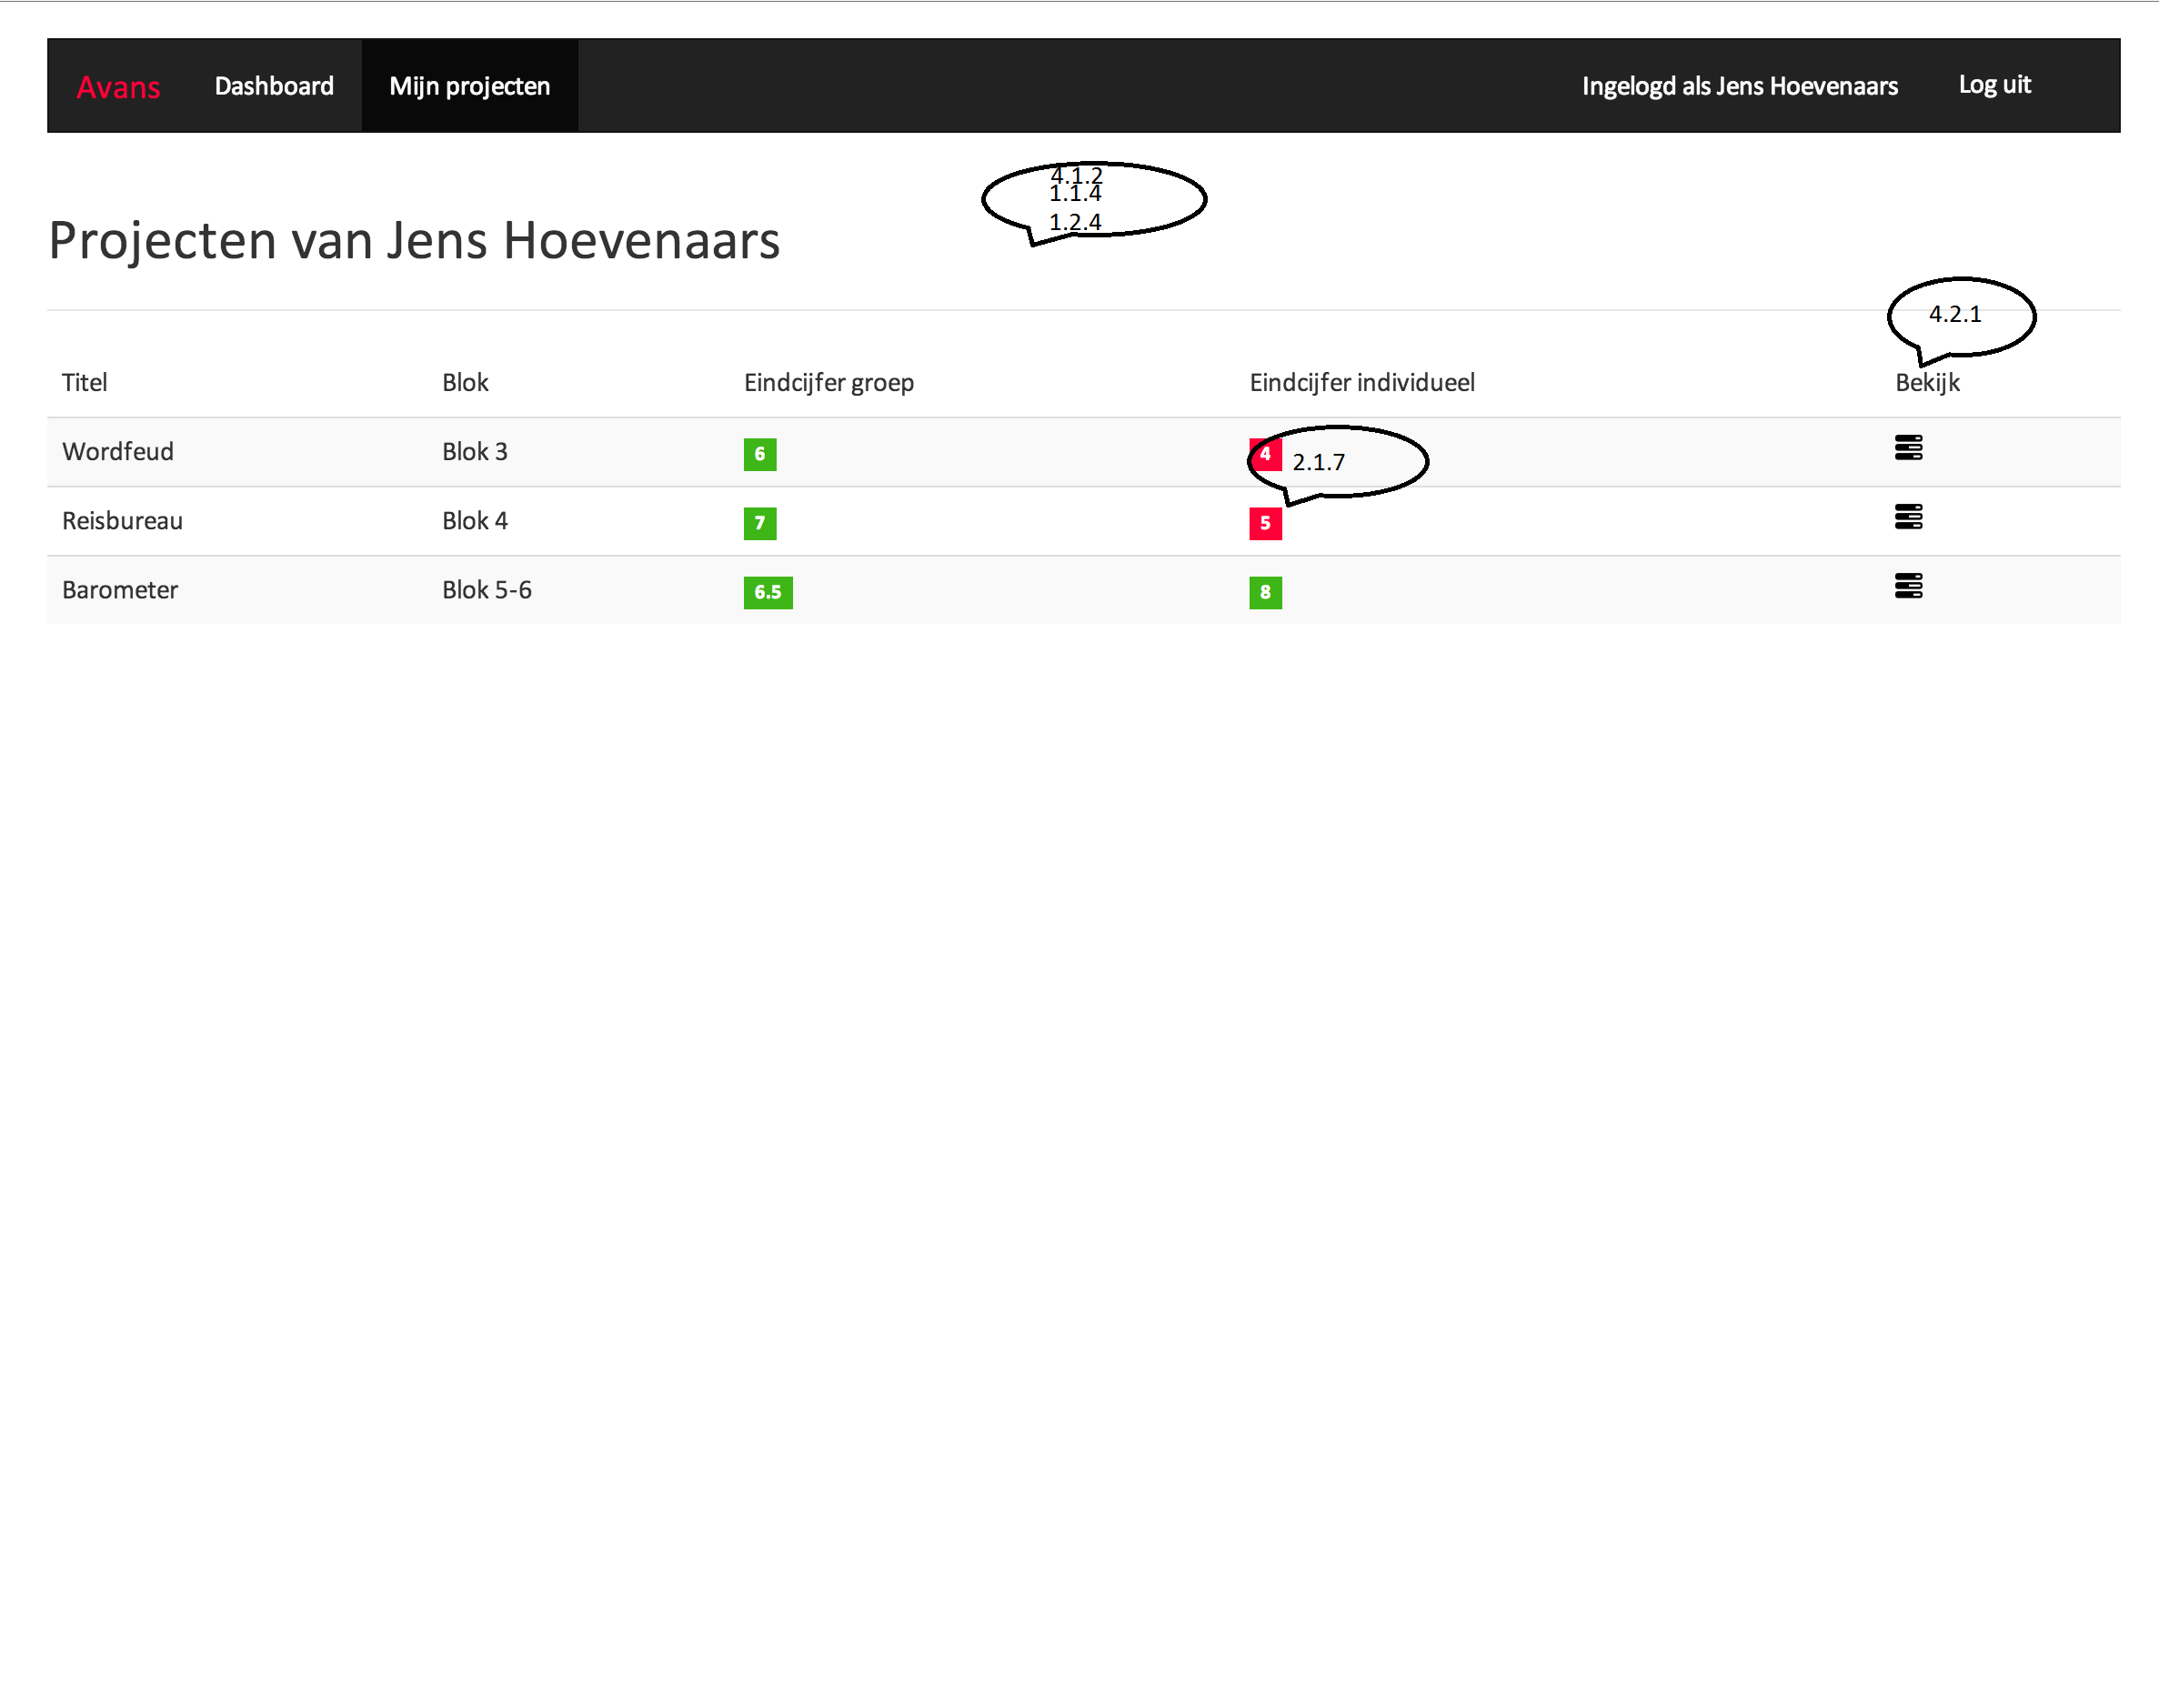 Avans Dashboard Mijn projecten Ingelogd als Jens Hoevenaars Log uit
4.1.2
1.1.4
1.2.4
Projecten van Jens Hoevenaars
4.2.1
Titel Blok Eindcijfer groep Eindcijfer individueel Bekijk
Wordfeud Blok 3 6 4 2.1.7
Reisbureau Blok 4 7 5
Barometer Blok 5-6 6.5 8